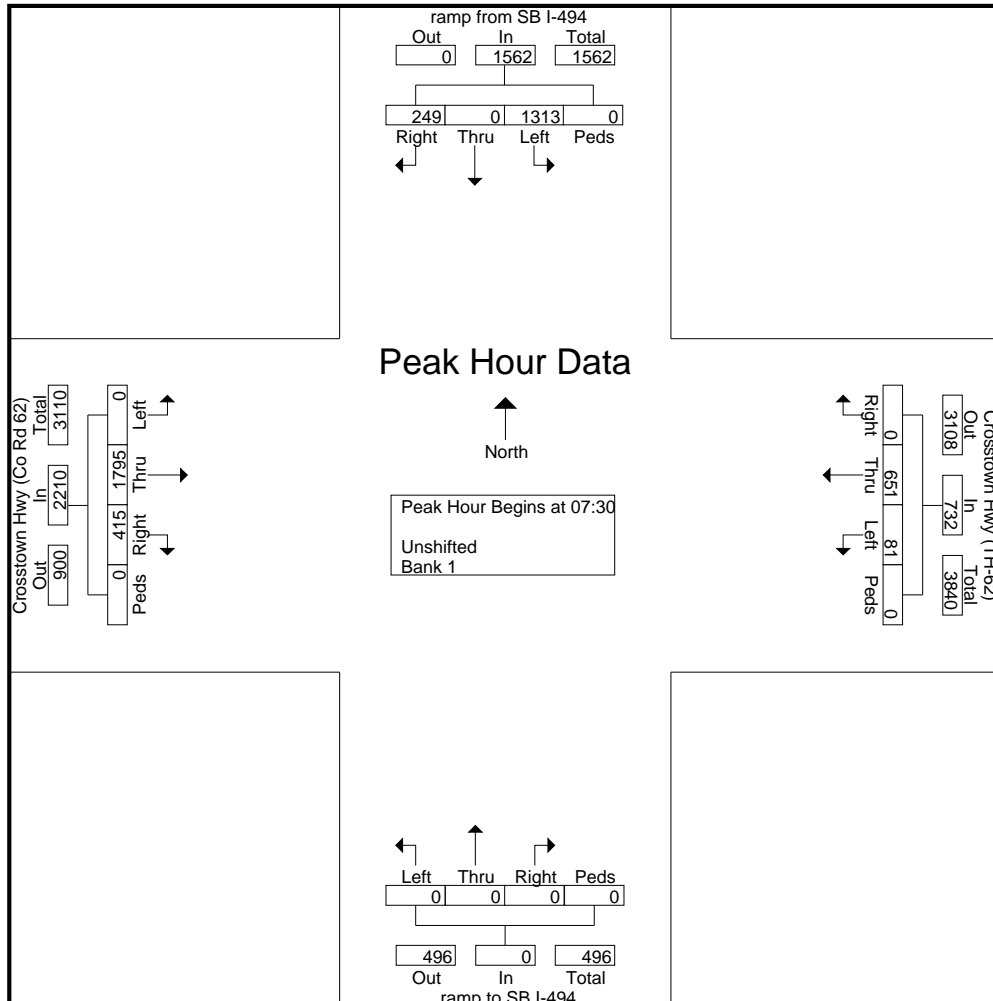 ramp from SB I-494
Out In Total
0 1562 1562
249 0 1313 0
Right Thru Left Peds
Peak Hour Data
North
Peak Hour Begins at 07:30
Unshifted
Bank 1
Crosstown Hwy (Co Rd 62)
Total In Out
3110 2210 900
0 1795 415 0
Left Thru Right Peds
Crosstown Hwy (TH-62)
Out In Total
3108 732 3840
0 651 81 0
Right Thru Left Peds
Left Thru Right Peds
0 0 0 0
496 0 496
Out In Total
ramp to SB I-494